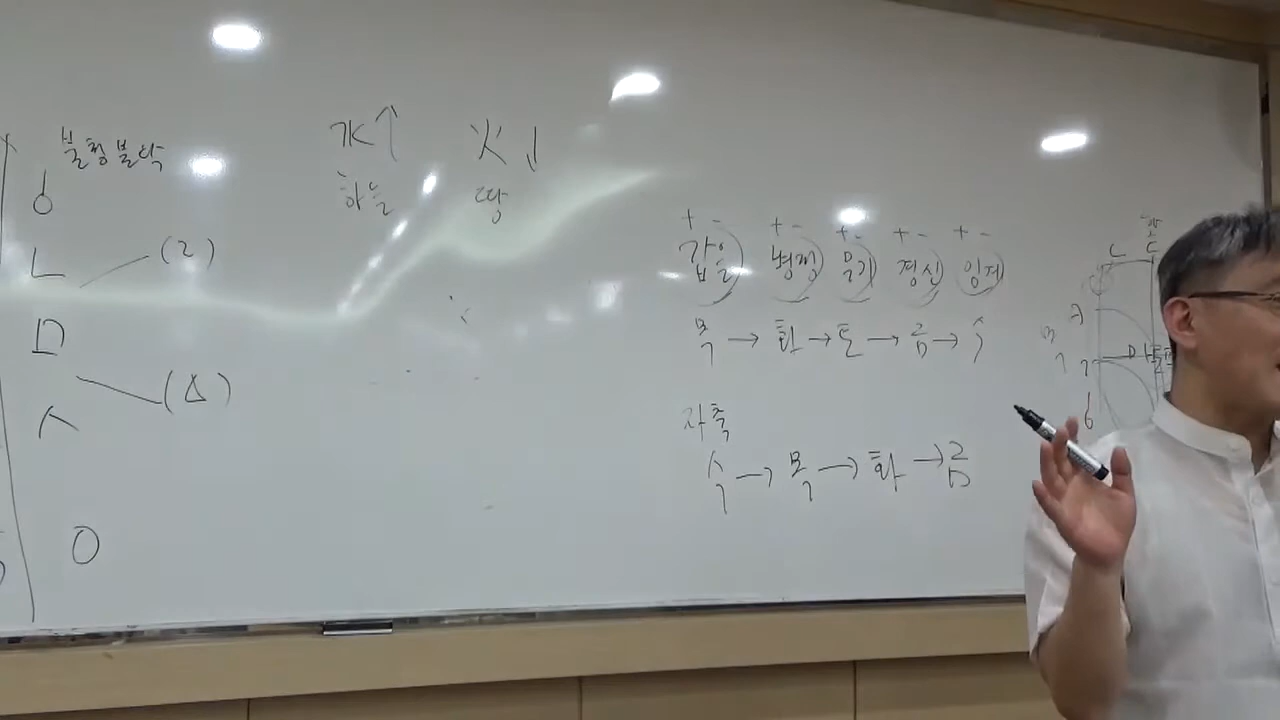 불청불탁
ㆁ
ㄴ (ㄹ)
ㅁ
ㅅ (ㅿ)
ㅇ
水↑ 火↓
하늘 땅
+ - + - + - + - + -
갑을) 병정) 무기) 경신) 임계)
목 → 화 → 토 → 금 → 수
자축
수 → 목 → 화 → 금